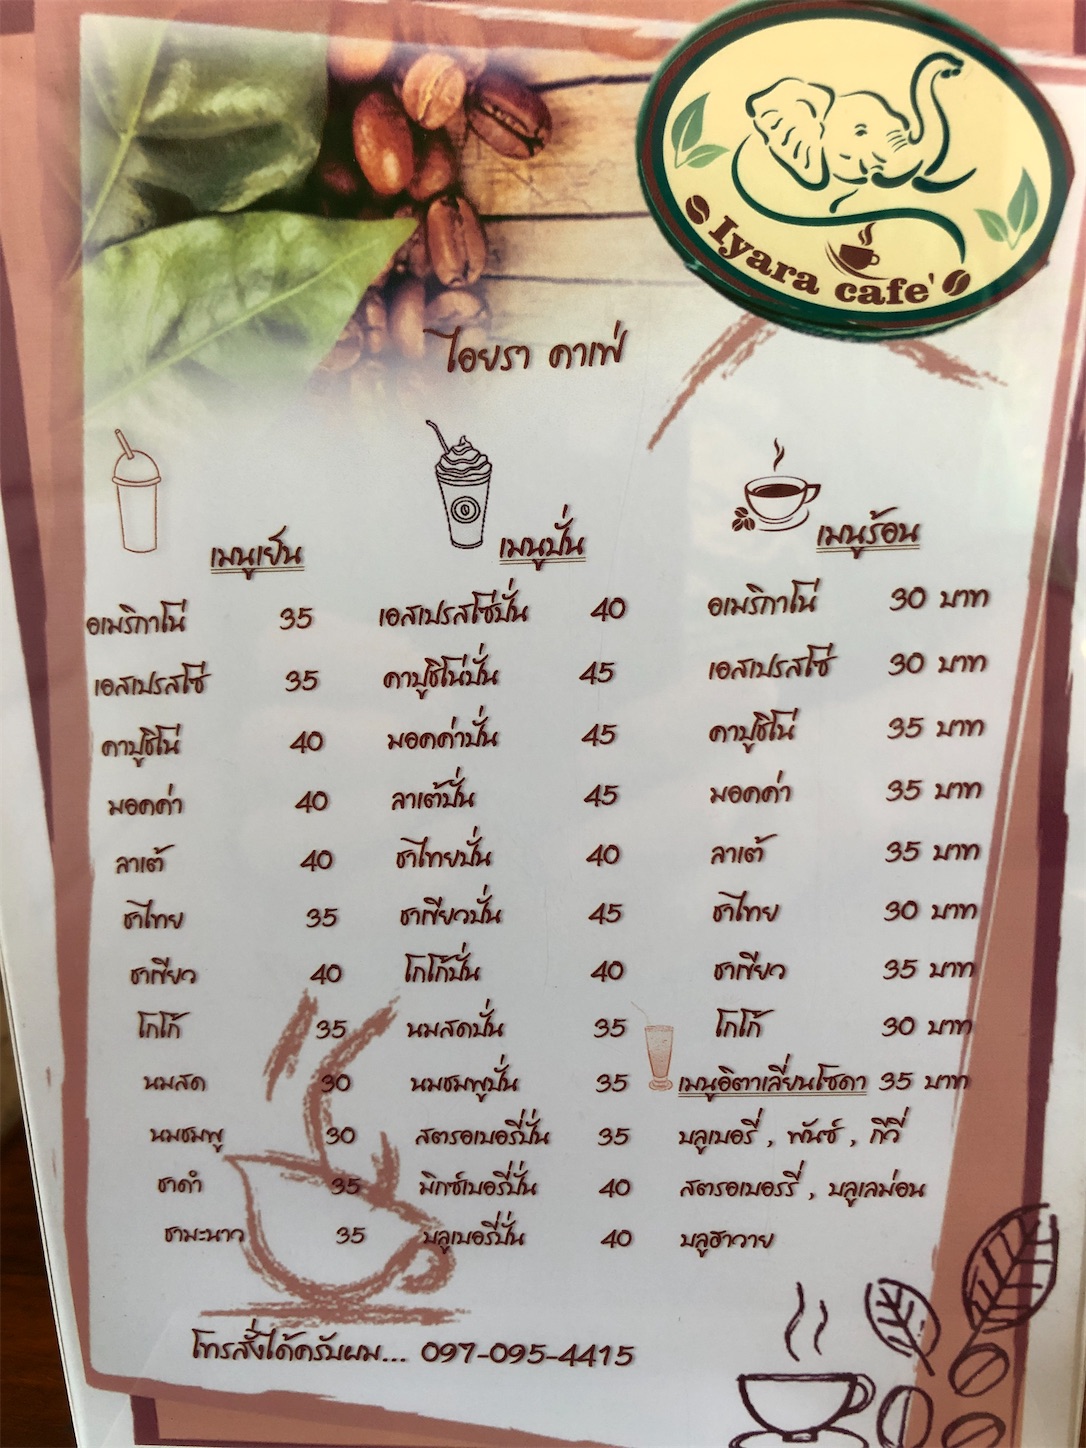 Iyara cafe'
ไอยรา คาเฟ่
เมนูเย็น
อเมริกาโน่ 35
เอสเปรสโซ่ 35
คาปูชิโน่ 40
มอคค่า 40
ลาเต้ 40
ชาไทย 35
ชาเขียว 40
โกโก้ 35
นมสด 30
นมชมพู 30
ชาดำ 35
ชามะนาว 35
เมนูปั่น
เอสเปรสโซ่ปั่น 40
คาปูชิโน่ปั่น 45
มอคค่าปั่น 45
ลาเต้ปั่น 45
ชาไทยปั่น 40
ชาเขียวปั่น 45
โกโก้ปั่น 40
นมสดปั่น 35
นมชมพูปั่น 35
สตรอเบอรี่ปั่น 35
มิกซ์เบอรี่ปั่น 40
บลูเบอรี่ปั่น 40
เมนูร้อน
อเมริกาโน่ 30 บาท
เอสเปรสโซ่ 30 บาท
คาปูชิโน่ 35 บาท
มอคค่า 35 บาท
ลาเต้ 35 บาท
ชาไทย 30 บาท
ชาเขียว 35 บาท
โกโก้ 30 บาท
เมนูอิตาเลี่ยนโซดา 35 บาท
บลูเบอรี่ , พันซ์ , กีวี่
สตรอเบอร์รี่ , บลูเลม่อน
บลูฮาวาย
โทรสั่งได้ครับผม... 097-095-4415